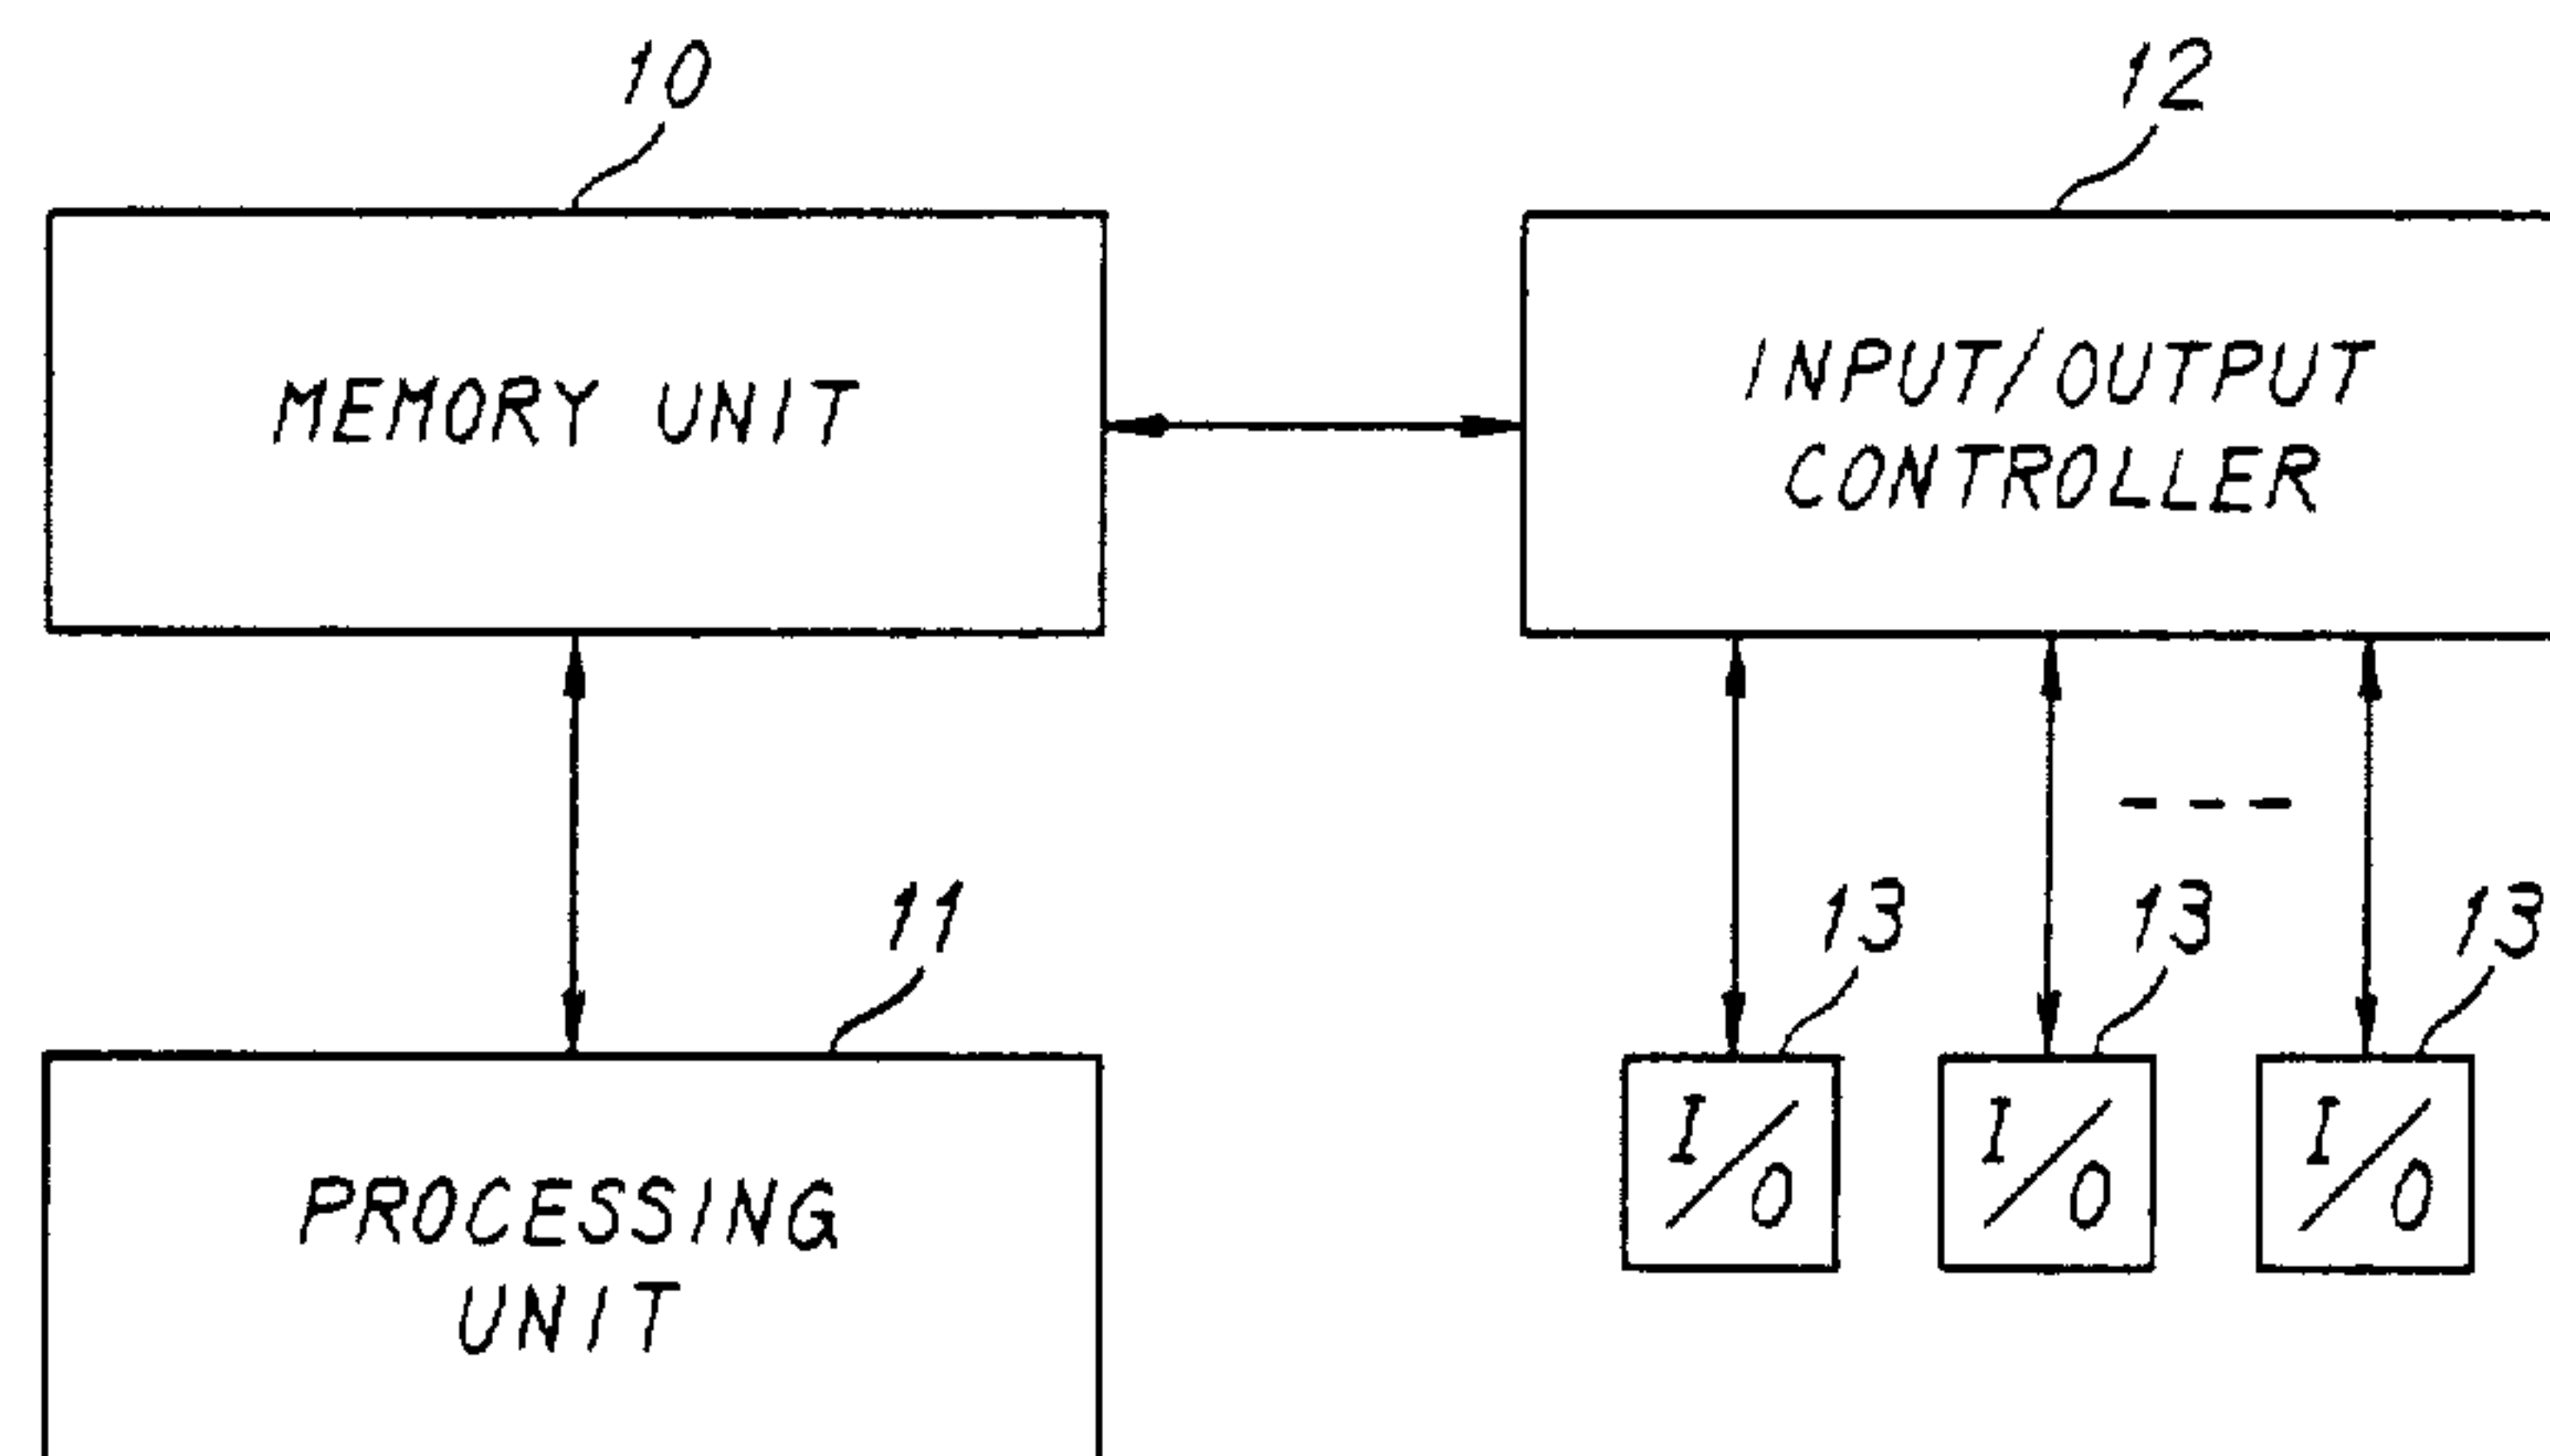 10
12
MEMORY UNIT
INPUT/OUTPUT
CONTROLLER
11
13
13
13
PROCESSING
UNIT
I/O
I/O
I/O